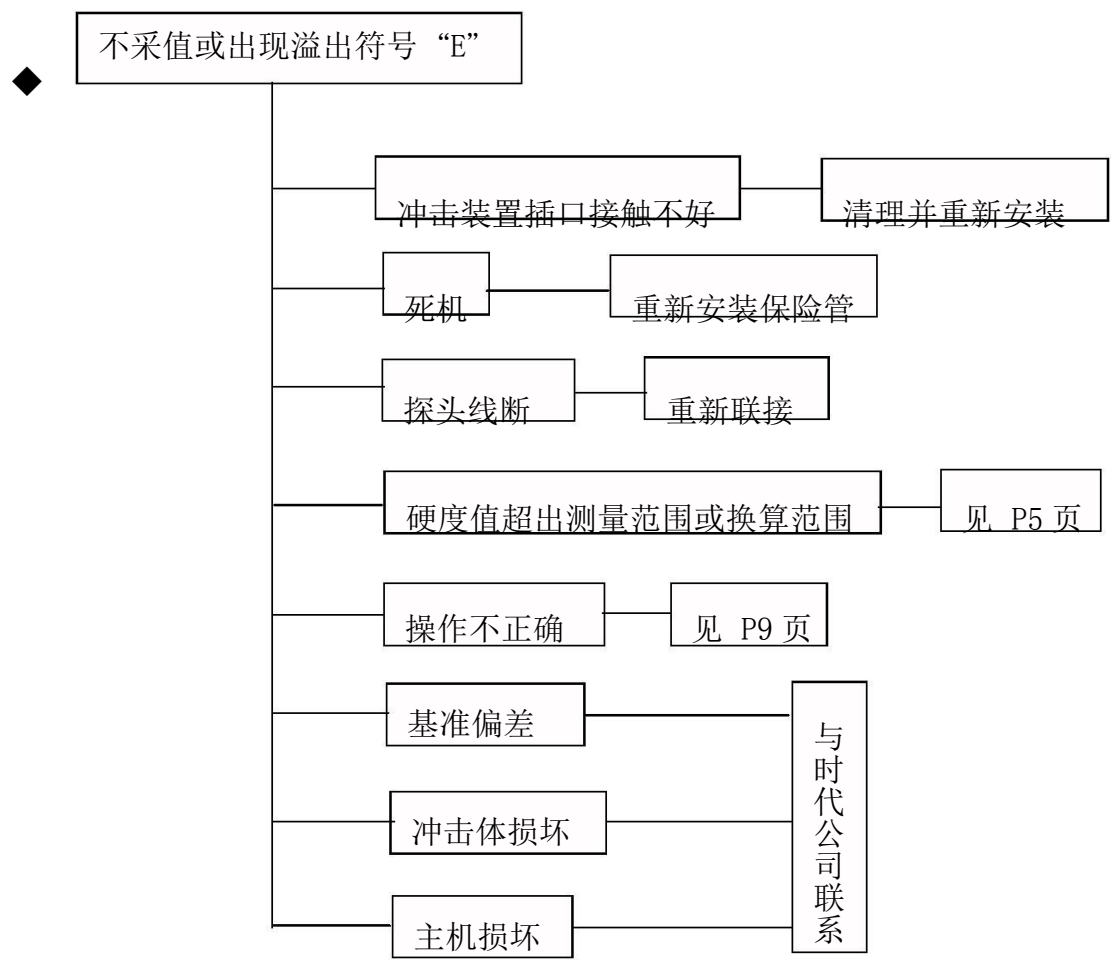 不采值或出现溢出符号 “E”
冲击装置插口接触不好
清理并重新安装
死机
重新安装保险管
探头线断
重新联接
硬度值超出测量范围或换算范围
见 P5 页
操作不正确
见 P9 页
基准偏差
与时代公司联系
冲击体损坏
主机损坏